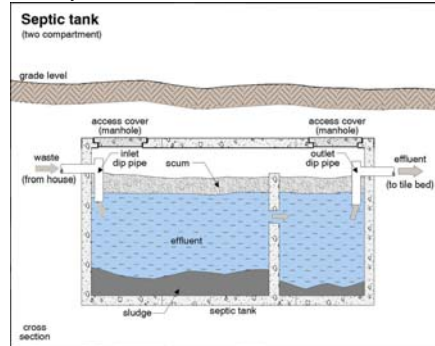 Septic tank
(two compartment)
grade level
access cover
(manhole)
access cover
(manhole)
waste
(from house)
inlet
dip pipe
scum
outlet
dip pipe
effluent
(to tile bed)
effluent
sludge
septic tank
cross
section